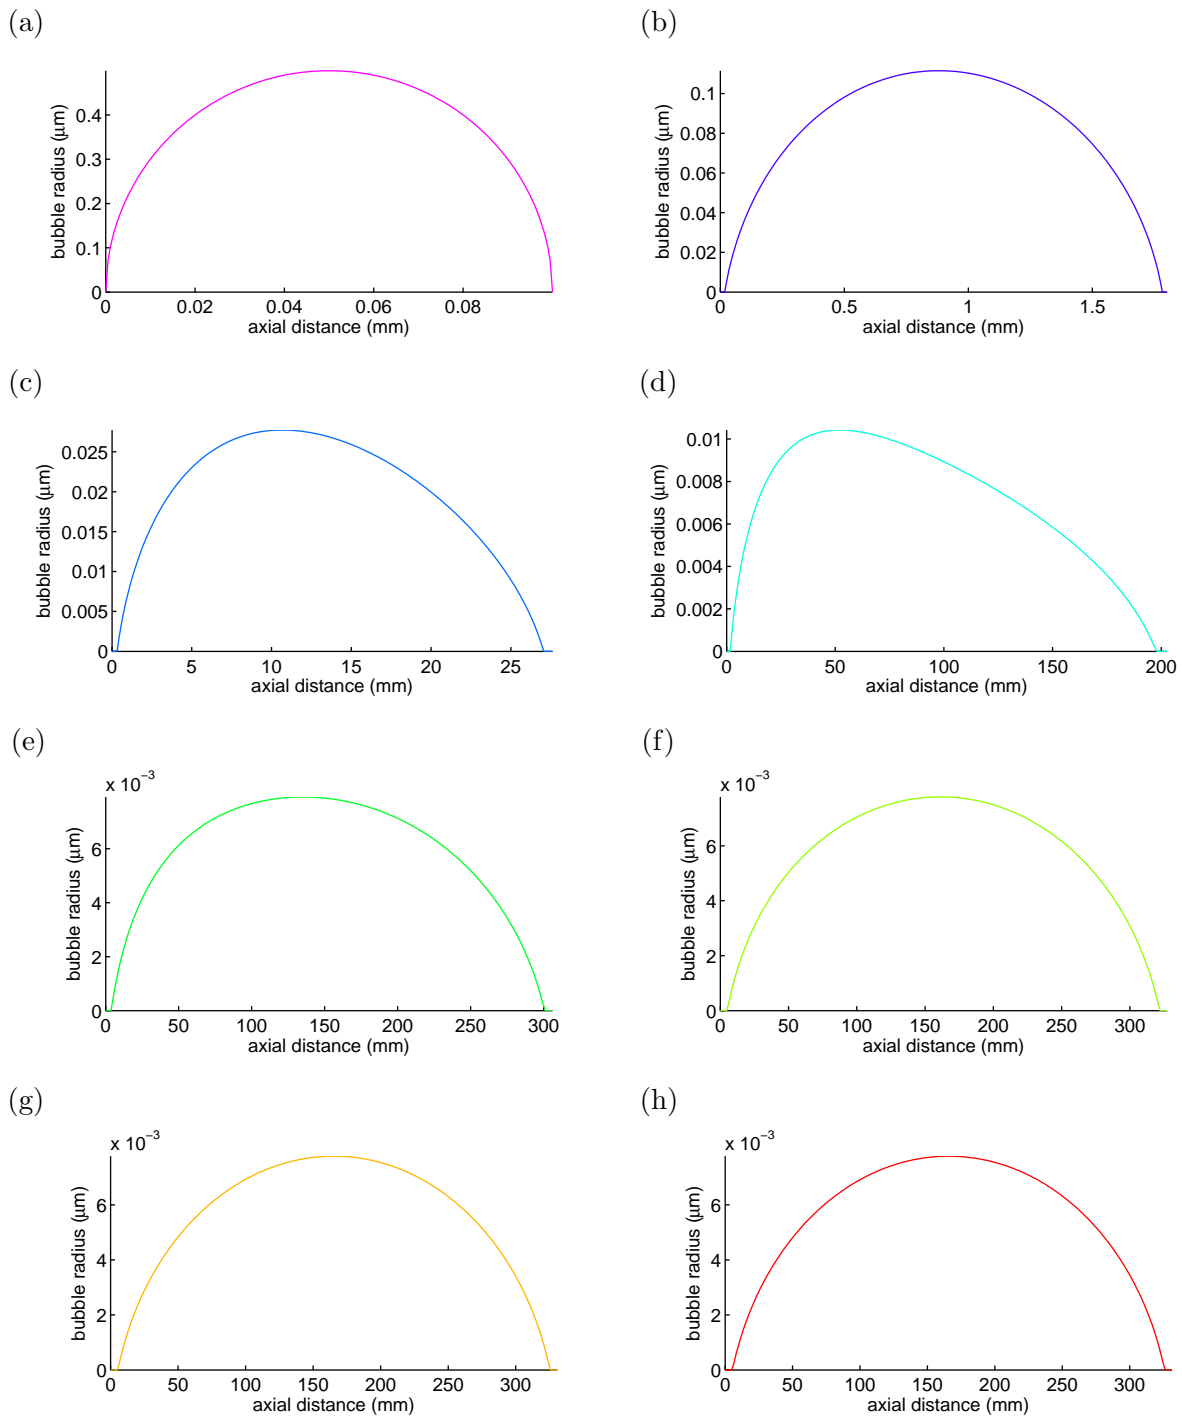 (a)
bubble radius (μm)
0.4
0.3
0.2
0.1
0
0.02 0.04 0.06 0.08
axial distance (mm)
(b)
bubble radius (μm)
0.1
0.08
0.06
0.04
0.02
0
0 0.5 1 1.5
axial distance (mm)
(c)
bubble radius (μm)
0.025
0.02
0.015
0.01
0.005
0
0 5 10 15 20 25
axial distance (mm)
(d)
bubble radius (μm)
0.01
0.008
0.006
0.004
0.002
0
0 50 100 150 200
axial distance (mm)
(e)
x 10⁻³
bubble radius (μm)
6
4
2
0
0 50 100 150 200 250 300
axial distance (mm)
(f)
x 10⁻³
bubble radius (μm)
6
4
2
0
0 50 100 150 200 250 300
axial distance (mm)
(g)
x 10⁻³
bubble radius (μm)
6
4
2
0
0 50 100 150 200 250 300
axial distance (mm)
(h)
x 10⁻³
bubble radius (μm)
6
4
2
0
0 50 100 150 200 250 300
axial distance (mm)